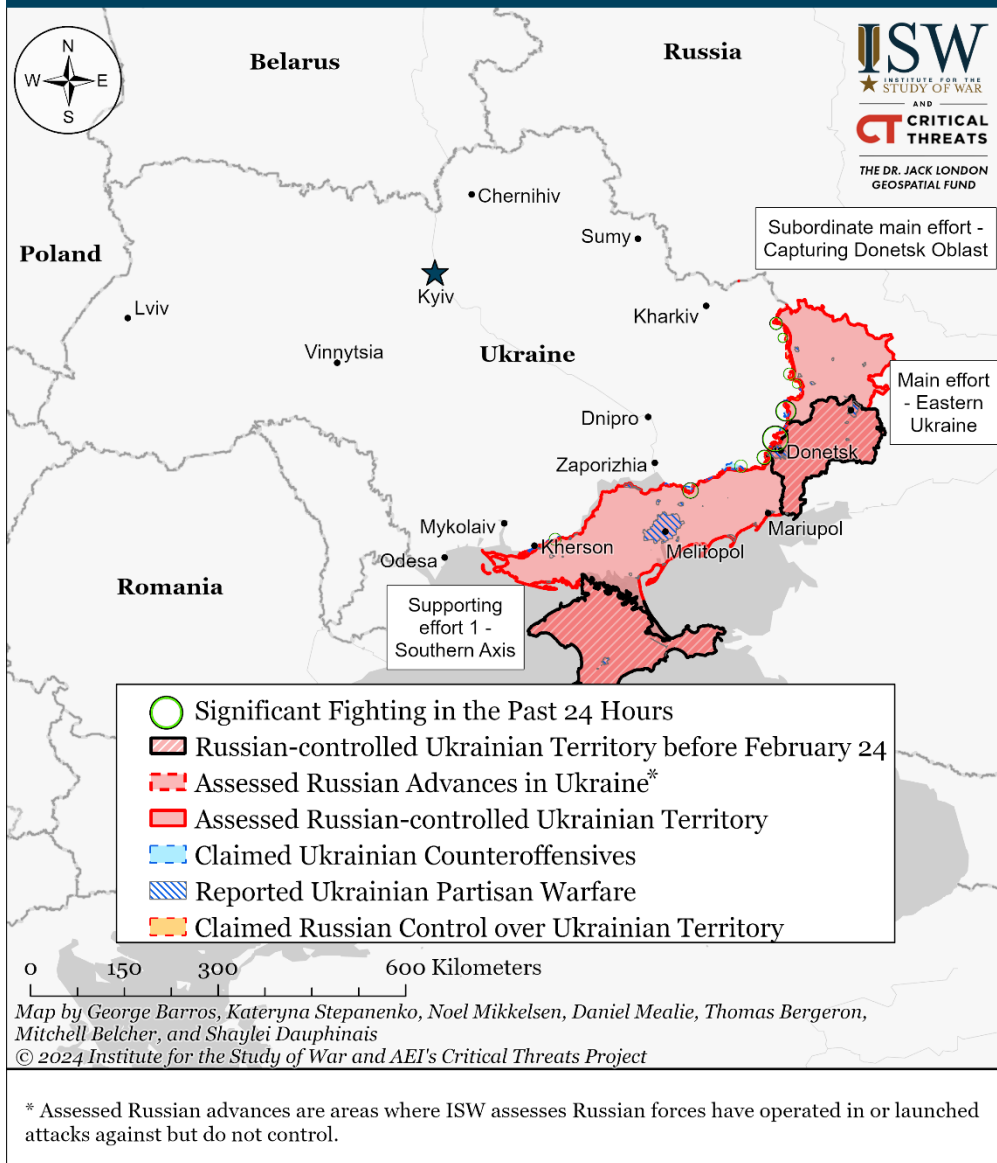 N
W
E
S
Belarus
Russia
ISW
INSTITUTE FOR THE
STUDY OF WAR
AND
CT CRITICAL
THREATS
THE DR. JACK LONDON
GEOSPATIAL FUND
Chernihiv
Sumy
Subordinate main effort -
Capturing Donetsk Oblast
Poland
Kyiv
Lviv
Kharkiv
Vinnytsia
Ukraine
Main effort
- Eastern
Ukraine
Dnipro
Donetsk
Zaporizhia
Mykolaiv
Mariupol
Kherson
Melitopol
Odesa
Romania
Supporting
effort 1 -
Southern Axis
Significant Fighting in the Past 24 Hours
Russian-controlled Ukrainian Territory before February 24
Assessed Russian Advances in Ukraine*
Assessed Russian-controlled Ukrainian Territory
Claimed Ukrainian Counteroffensives
Reported Ukrainian Partisan Warfare
Claimed Russian Control over Ukrainian Territory
0 150 300 600 Kilometers
Map by George Barros, Kateryna Stepanenko, Noel Mikkelsen, Daniel Mealie, Thomas Bergeron,
Mitchell Belcher, and Shaylei Dauphinais
© 2024 Institute for the Study of War and AEI's Critical Threats Project
* Assessed Russian advances are areas where ISW assesses Russian forces have operated in or launched
attacks against but do not control.